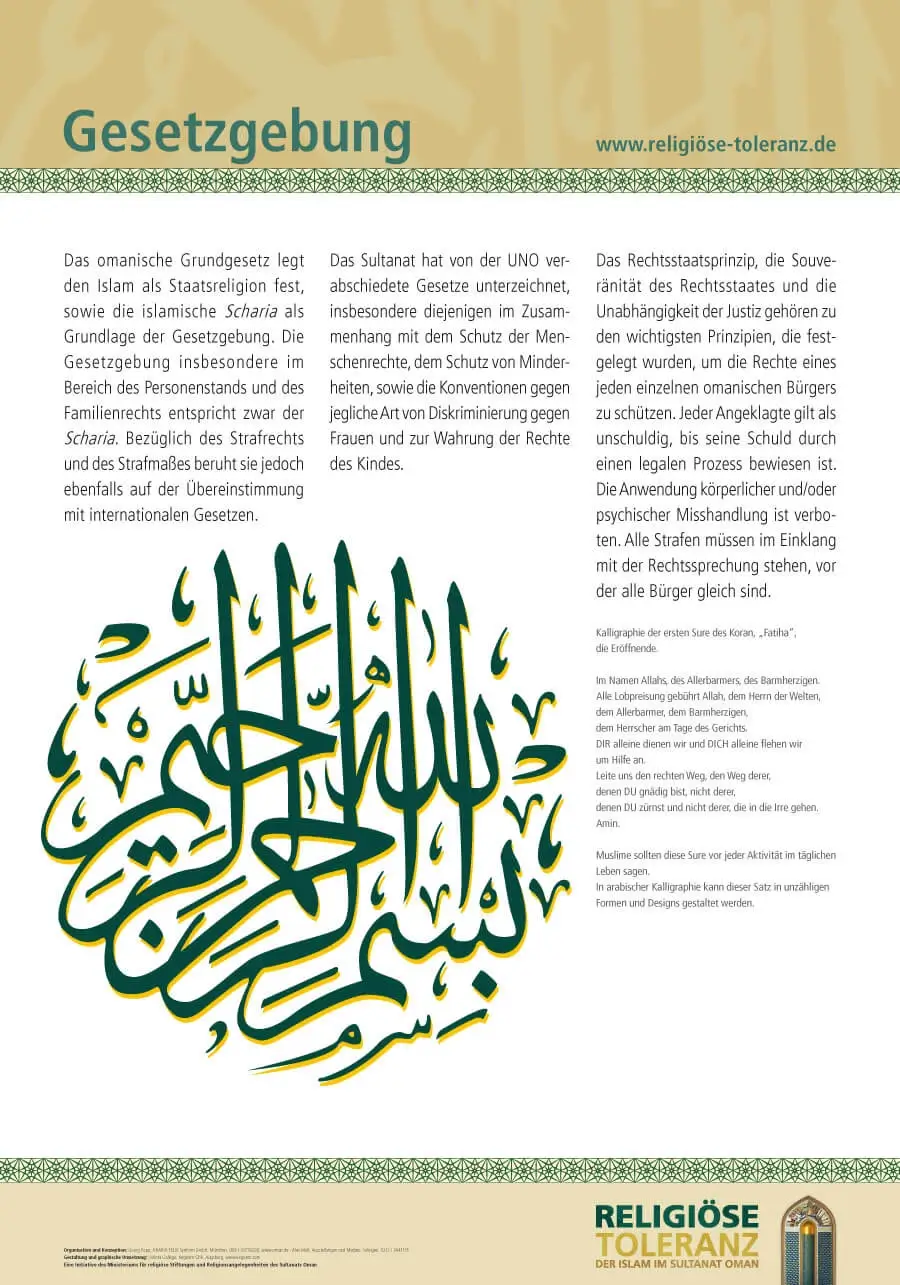 Gesetzgebung
www.religiöse-toleranz.de
Das omanische Grundgesetz legt
den Islam als Staatsreligion fest,
sowie die islamische Scharia als
Grundlage der Gesetzgebung. Die
Gesetzgebung insbesondere im
Bereich des Personenstands und des
Familienrechts entspricht zwar der
Scharia. Bezüglich des Strafrechts
und des Strafmaßes beruht sie jedoch
ebenfalls auf der Übereinstimmung
mit internationalen Gesetzen.
Das Sultanat hat von der UNO ver-
abschiedete Gesetze unterzeichnet,
insbesondere diejenigen im Zusam-
menhang mit dem Schutz der Men-
schenrechte, dem Schutz von Minder-
heiten, sowie die Konventionen gegen
jegliche Art von Diskriminierung gegen
Frauen und zur Wahrung der Rechte
des Kindes.
Das Rechtsstaatsprinzip, die Souve-
ränität des Rechtsstaates und die
Unabhängigkeit der Justiz gehören zu
den wichtigsten Prinzipien, die fest-
gelegt wurden, um die Rechte eines
jeden einzelnen omanischen Bürgers
zu schützen. Jeder Angeklagte gilt als
unschuldig, bis seine Schuld durch
einen legalen Prozess bewiesen ist.
Die Anwendung körperlicher und/oder
psychischer Misshandlung ist verbo-
ten. Alle Strafen müssen im Einklang
mit der Rechtssprechung stehen, vor
der alle Bürger gleich sind.
Kalligraphie der ersten Sure des Koran, „Fatiha“,
die Eröffnende.
Im Namen Allahs, des Allerbarmers, des Barmherzigen.
Alle Lobpreisung gebührt Allah, dem Herrn der Welten,
dem Allerbarmer, dem Barmherzigen,
dem Herrscher am Tage des Gerichts.
DIR alleine dienen wir und DICH alleine flehen wir
um Hilfe an.
Leite uns den rechten Weg, den Weg derer,
denen DU gnädig bist, nicht derer,
denen DU zürnst und nicht derer, die in die Irre gehen.
Amin.
Muslime sollten diese Sure vor jeder Aktivität im täglichen
Leben sagen.
In arabischer Kalligraphie kann dieser Satz in unzähligen
Formen und Designs gestaltet werden.
بسم الله الرحمن الرحيم
Organisation und Konzeption:
Gestaltung und graphische Umsetzung:
Eine Initiative des Ministeriums für religiöse Stiftungen und Religionsangelegenheiten des Sultanats Oman
RELIGIÖSE
TOLERANZ
DER ISLAM IM SULTANAT OMAN